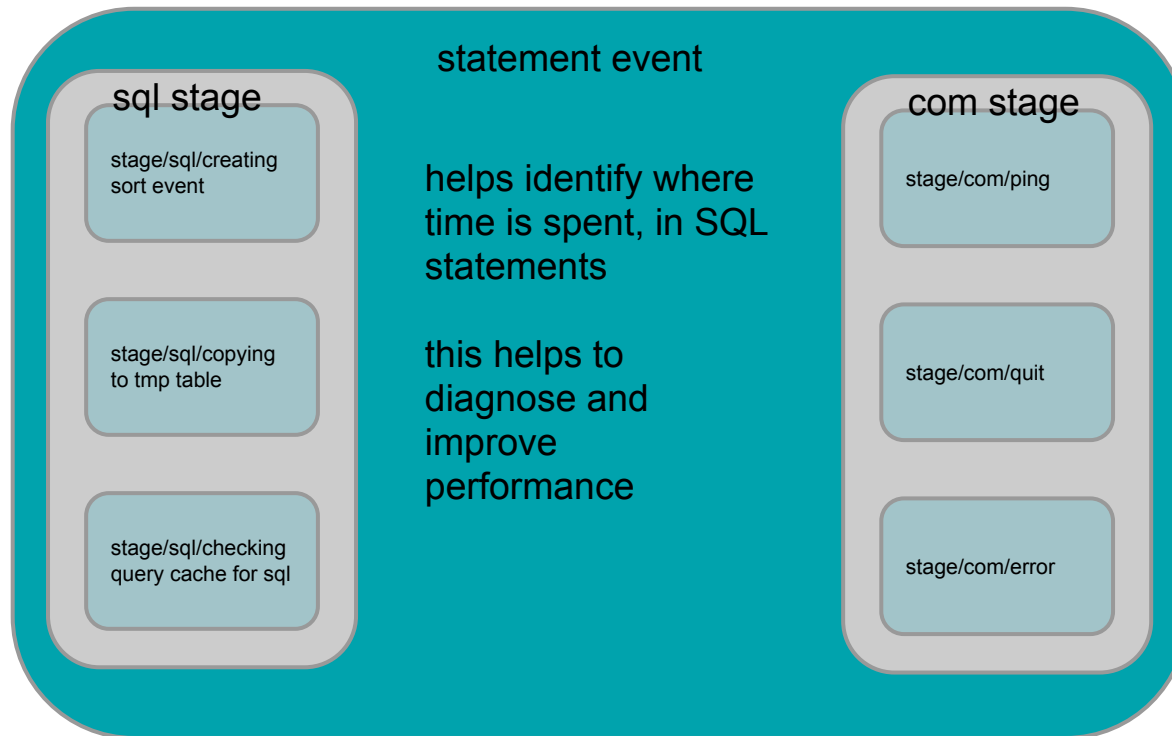 statement event
sql stage
stage/sql/creating
sort event
stage/sql/copying
to tmp table
stage/sql/checking
query cache for sql
helps identify where
time is spent, in SQL
statements
this helps to
diagnose and
improve
performance
com stage
stage/com/ping
stage/com/quit
stage/com/error